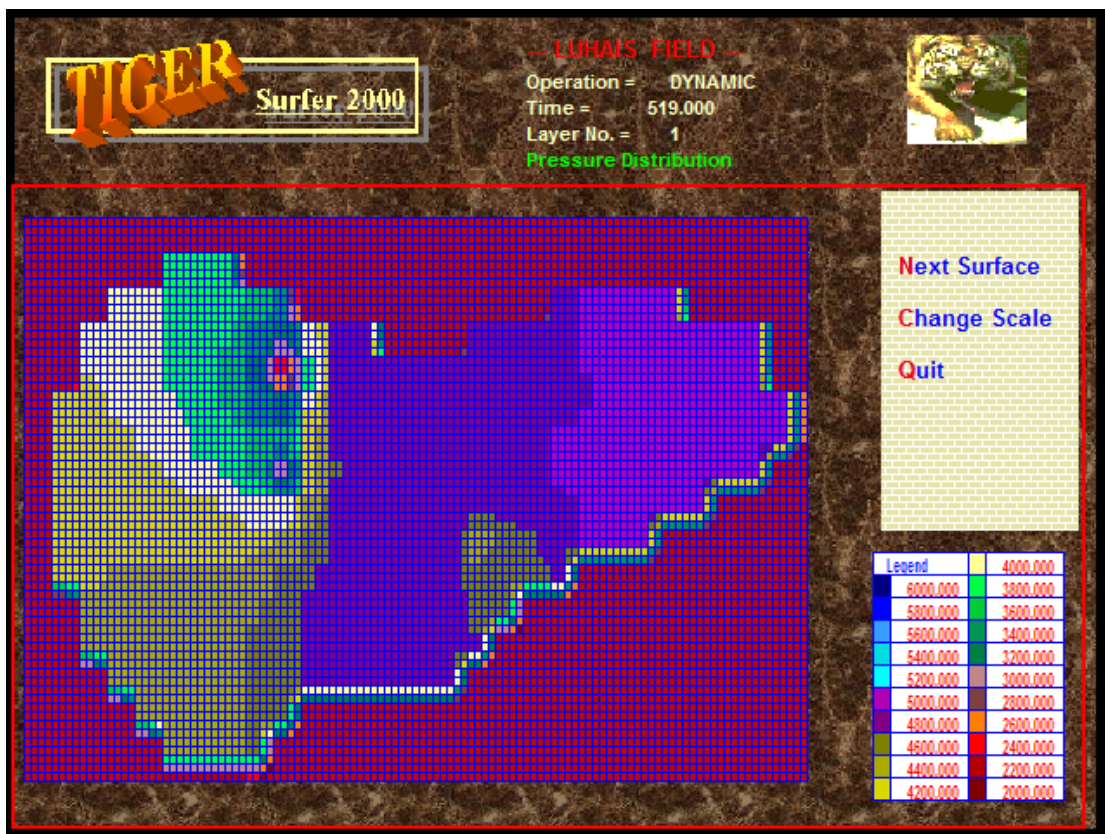 TIGER
Surfer 2000
--- LUHAIS FIELD ---
Operation = DYNAMIC
Time = 519.000
Layer No. = 1
Pressure Distribution
Next Surface
Change Scale
Quit
Legend 4000.000
6000.000 3800.000
5800.000 3600.000
5600.000 3400.000
5400.000 3200.000
5200.000 3000.000
5000.000 2800.000
4800.000 2600.000
4600.000 2400.000
4400.000 2200.000
4200.000 2000.000